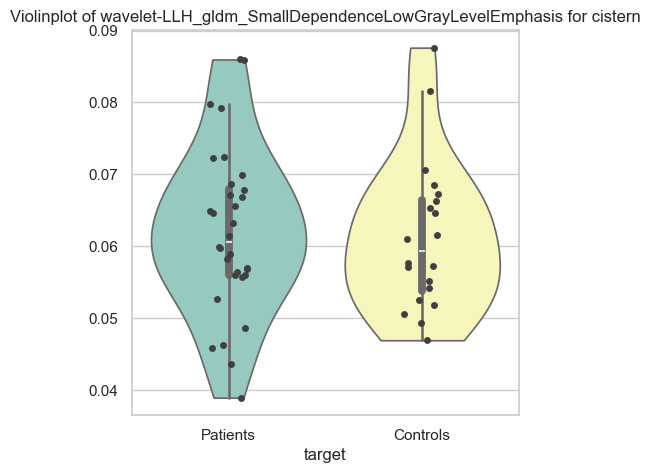 Violinplot of wavelet-LLH_gldm_SmallDependenceLowGrayLevelEmphasis for cistern
0.09
0.08
0.07
0.06
0.05
0.04
Patients Controls
target